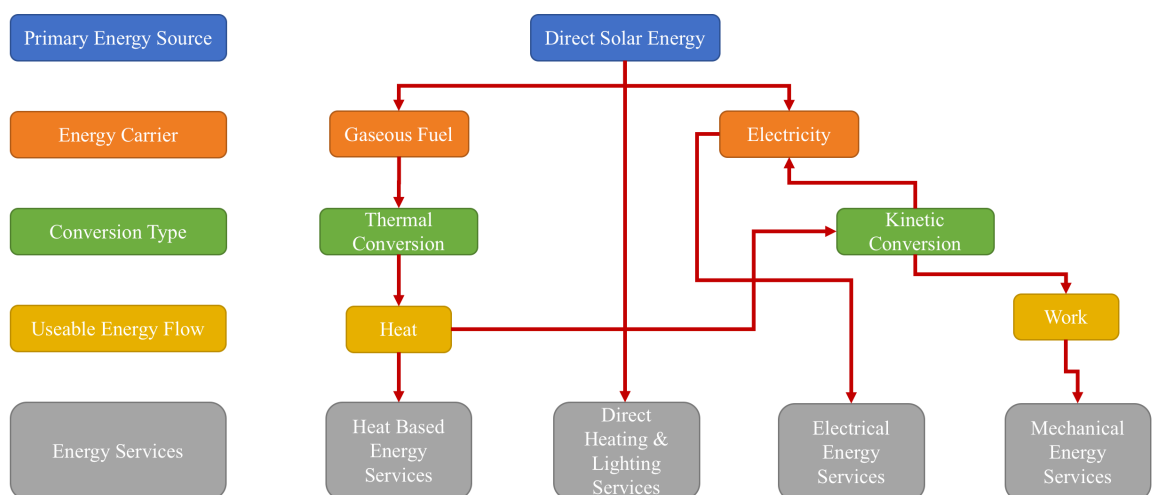 Primary Energy Source
Direct Solar Energy
Energy Carrier
Gaseous Fuel
Electricity
Conversion Type
Thermal
Conversion
Kinetic
Conversion
Useable Energy Flow
Heat
Work
Energy Services
Heat Based
Energy
Services
Direct
Heating &
Lighting
Services
Electrical
Energy
Services
Mechanical
Energy
Services